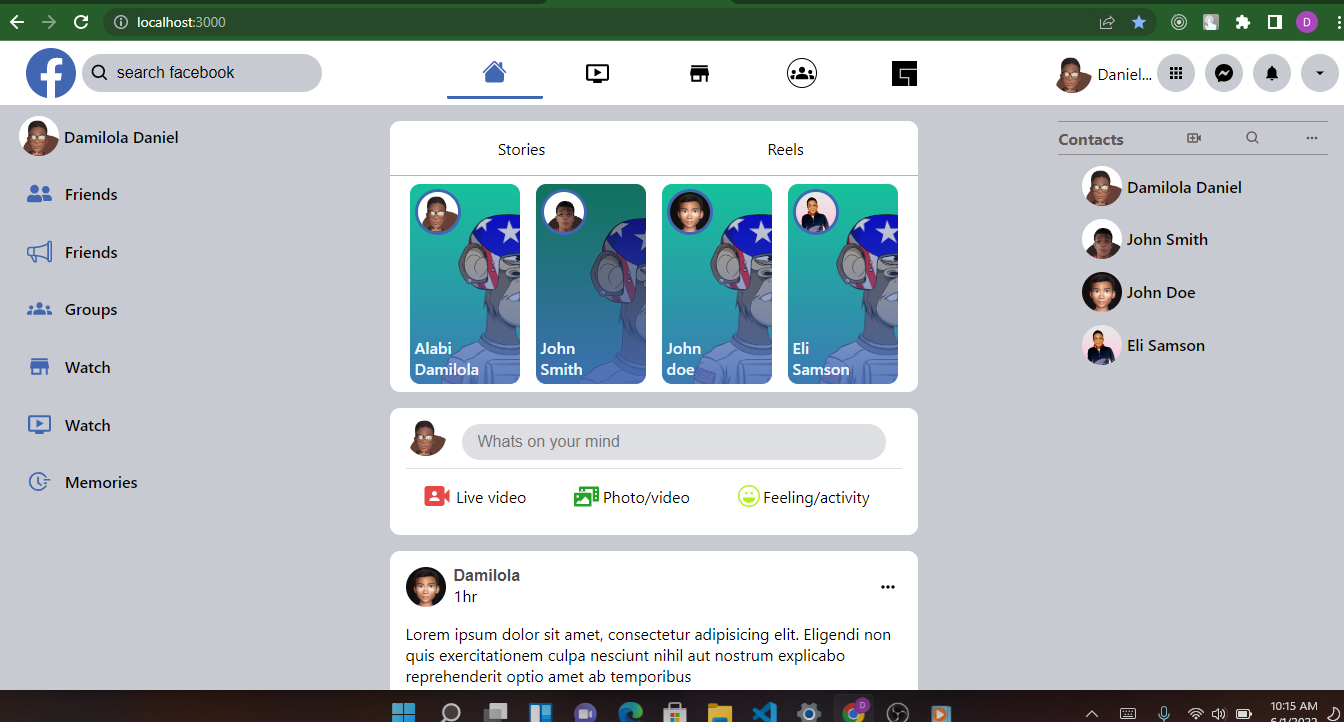 localhost:3000
D
search facebook
Daniel...
Damilola Daniel
Friends
Friends
Groups
Watch
Watch
Memories
Stories
Reels
Alabi
Damilola
John
Smith
John
doe
Eli
Samson
Whats on your mind
Live video
Photo/video
Feeling/activity
Damilola
1hr
Lorem ipsum dolor sit amet, consectetur adipisicing elit. Eligendi non
quis exercitationem culpa nesciunt nihil aut nostrum explicabo
reprehenderit optio amet ab temporibus
Contacts
Damilola Daniel
John Smith
John Doe
Eli Samson
D
10:15 AM